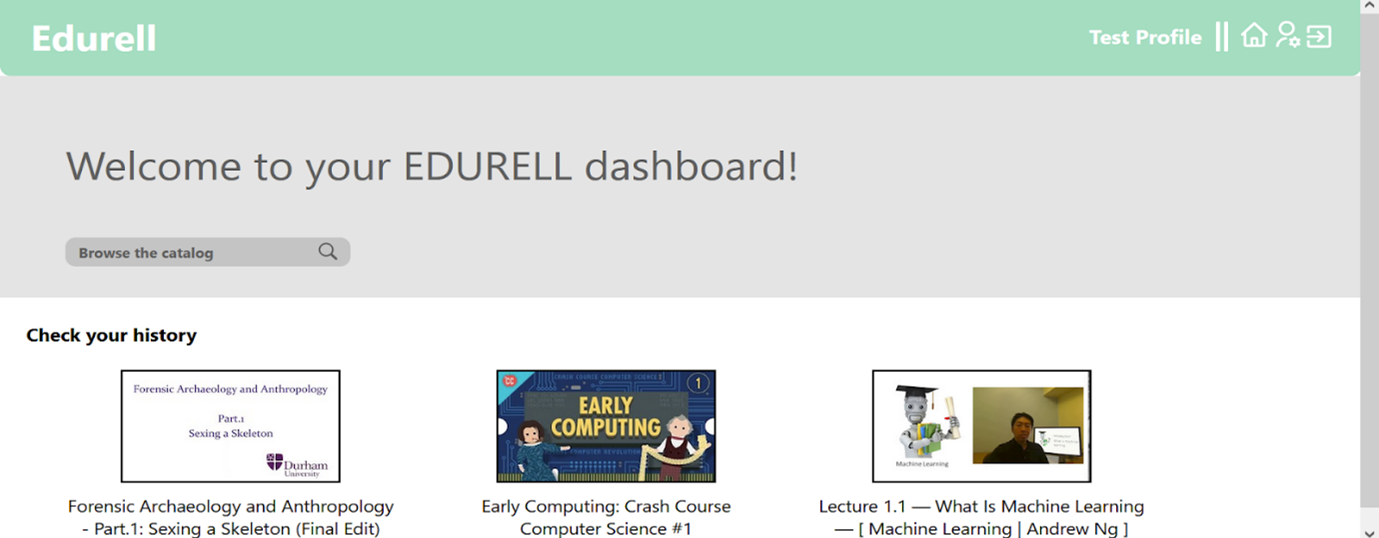 Edurell
Test Profile
Welcome to your EDURELL dashboard!
Browse the catalog
Check your history
Forensic Archaeology and Anthropology
Part.1
Sexing a Skeleton
Durham
University
Forensic Archaeology and Anthropology
- Part.1: Sexing a Skeleton (Final Edit)
CC
CRASH COURSE COMPUTER SCIENCE
1
EARLY
COMPUTING
COMPUTER REVOLUTION
Early Computing: Crash Course
Computer Science #1
Machine Learning
Lecture 1.1 — What Is Machine Learning
— [ Machine Learning | Andrew Ng ]